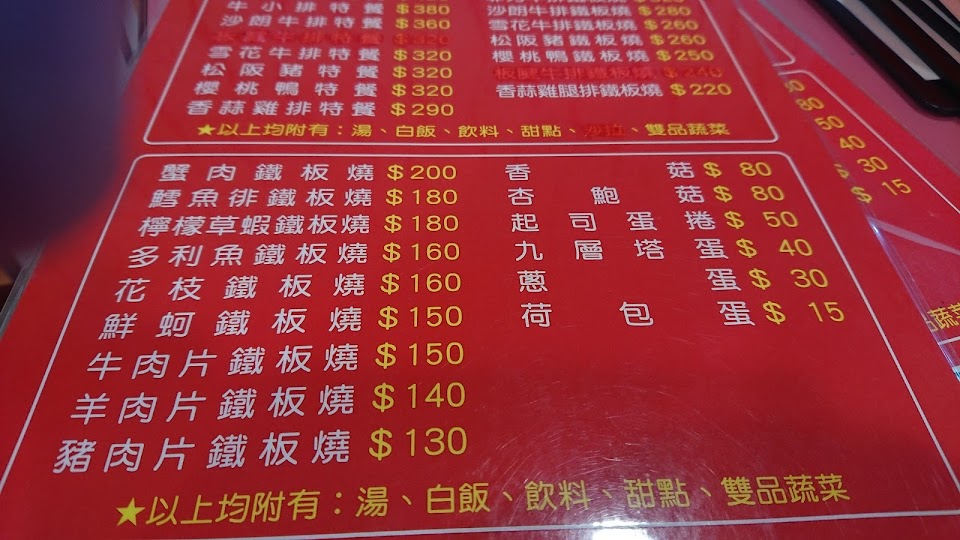 牛小排特餐 $380
沙朗牛排特餐 $360
雪花牛排特餐 $320
松阪豬特餐 $320
櫻桃鴨特餐 $320
香蒜雞排特餐 $290
沙朗牛排鐵板燒 $280
雪花牛排鐵板燒 $260
松阪豬鐵板燒 $260
櫻桃鴨鐵板燒 $250
香蒜雞腿排鐵板燒 $220
★以上均附有：湯、白飯、飲料、甜點、沙拉、雙品蔬菜
蟹肉鐵板燒 $200
鱈魚徘鐵板燒 $180
檸檬草蝦鐵板燒 $180
多利魚鐵板燒 $160
花枝鐵板燒 $160
鮮蚵鐵板燒 $150
牛肉片鐵板燒 $150
羊肉片鐵板燒 $140
豬肉片鐵板燒 $130
香菇 $ 80
杏鮑菇 $ 80
起司蛋捲 $ 50
九層塔蛋 $ 40
蔥蛋 $ 30
荷包蛋 $ 15
★以上均附有：湯、白飯、飲料、甜點、雙品蔬菜
80
50
40
30
15